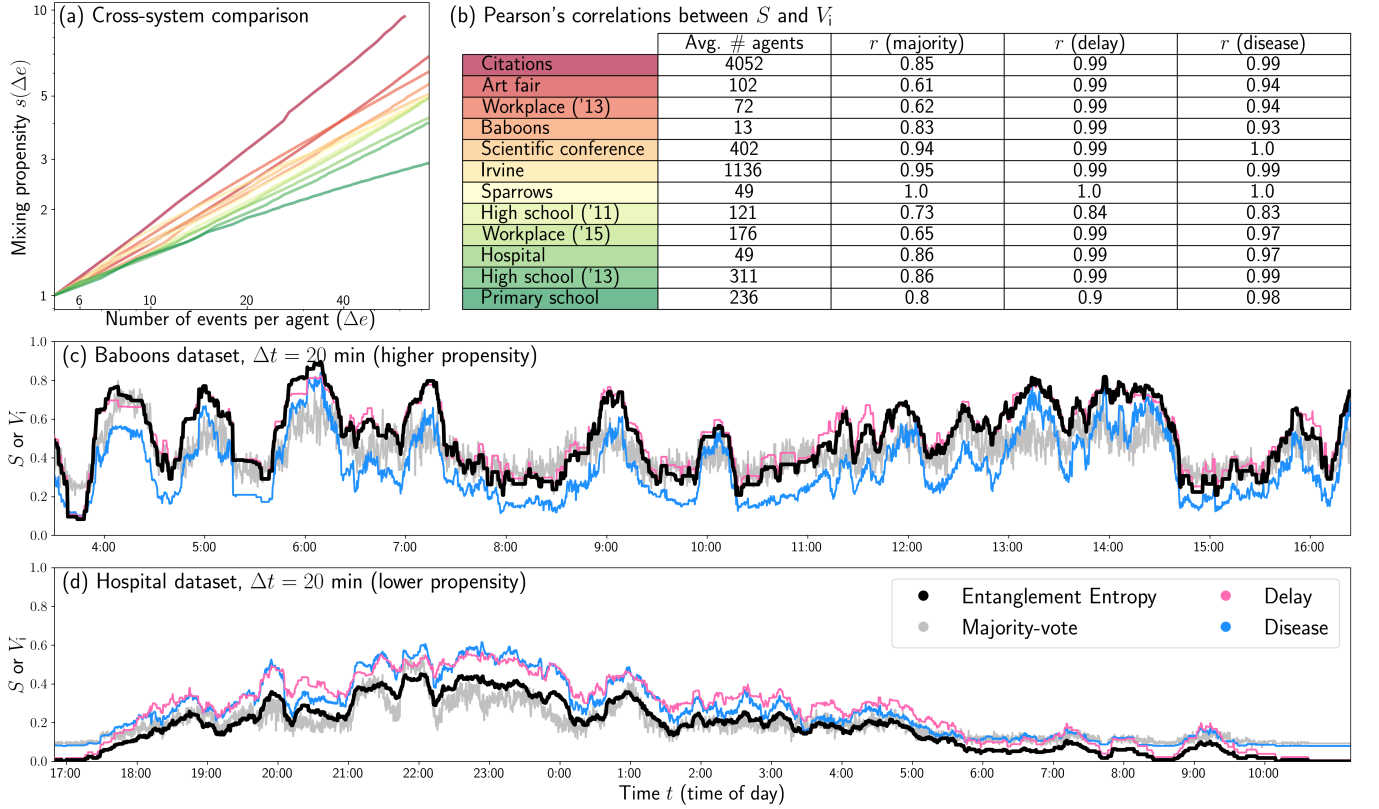 (a) Cross-system comparison
10
5
3
2
1
6 10 20 40
Mixing propensity s(Δe)
Number of events per agent (Δe)
(b) Pearson's correlations between S and Vᵢ
Avg. # agents r (majority) r (delay) r (disease)
Citations 4052 0.85 0.99 0.99
Art fair 102 0.61 0.99 0.94
Workplace ('13) 72 0.62 0.99 0.94
Baboons 13 0.83 0.99 0.93
Scientific conference 402 0.94 0.99 1.0
Irvine 1136 0.95 0.99 0.99
Sparrows 49 1.0 1.0 1.0
High school ('11) 121 0.73 0.84 0.83
Workplace ('15) 176 0.65 0.99 0.97
Hospital 49 0.86 0.99 0.97
High school ('13) 311 0.86 0.99 0.99
Primary school 236 0.8 0.9 0.98
(c) Baboons dataset, Δt = 20 min (higher propensity)
S or Vᵢ
1.0
0.8
0.6
0.4
0.2
0.0
4:00 5:00 6:00 7:00 8:00 9:00 10:00 11:00 12:00 13:00 14:00 15:00 16:00
(d) Hospital dataset, Δt = 20 min (lower propensity)
S or Vᵢ
1.0
0.8
0.6
0.4
0.2
0.0
Entanglement Entropy Delay
Majority-vote Disease
17:00 18:00 19:00 20:00 21:00 22:00 23:00 0:00 1:00 2:00 3:00 4:00 5:00 6:00 7:00 8:00 9:00 10:00
Time t (time of day)